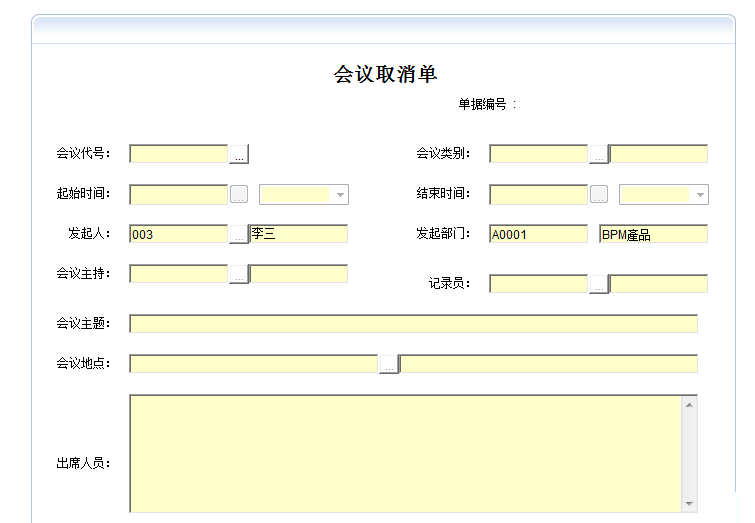 会议取消单
单据编号 :
会议代号: ... 会议类别: ...
起始时间: ... 结束时间: ...
发起人: 003 ... 李三 发起部门: A0001 BPM產品
会议主持: ... 记录员: ...
会议主题:
会议地点: ...
出席人员: